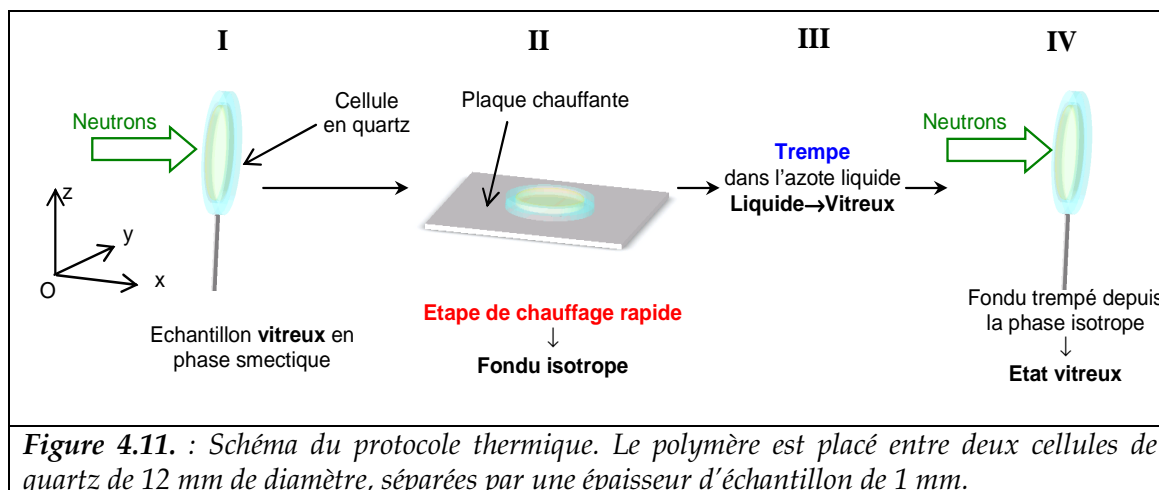 I
II
III
IV
Neutrons
Cellule
en quartz
z
y
O
x
Echantillon vitreux en
phase smectique
Plaque chauffante
Etape de chauffage rapide
↓
Fondu isotrope
Trempe
dans l'azote liquide
Liquide→Vitreux
Neutrons
Fondu trempé depuis
la phase isotrope
↓
Etat vitreux
Figure 4.11. : Schéma du protocole thermique. Le polymère est placé entre deux cellules de
quartz de 12 mm de diamètre, séparées par une épaisseur d'échantillon de 1 mm.